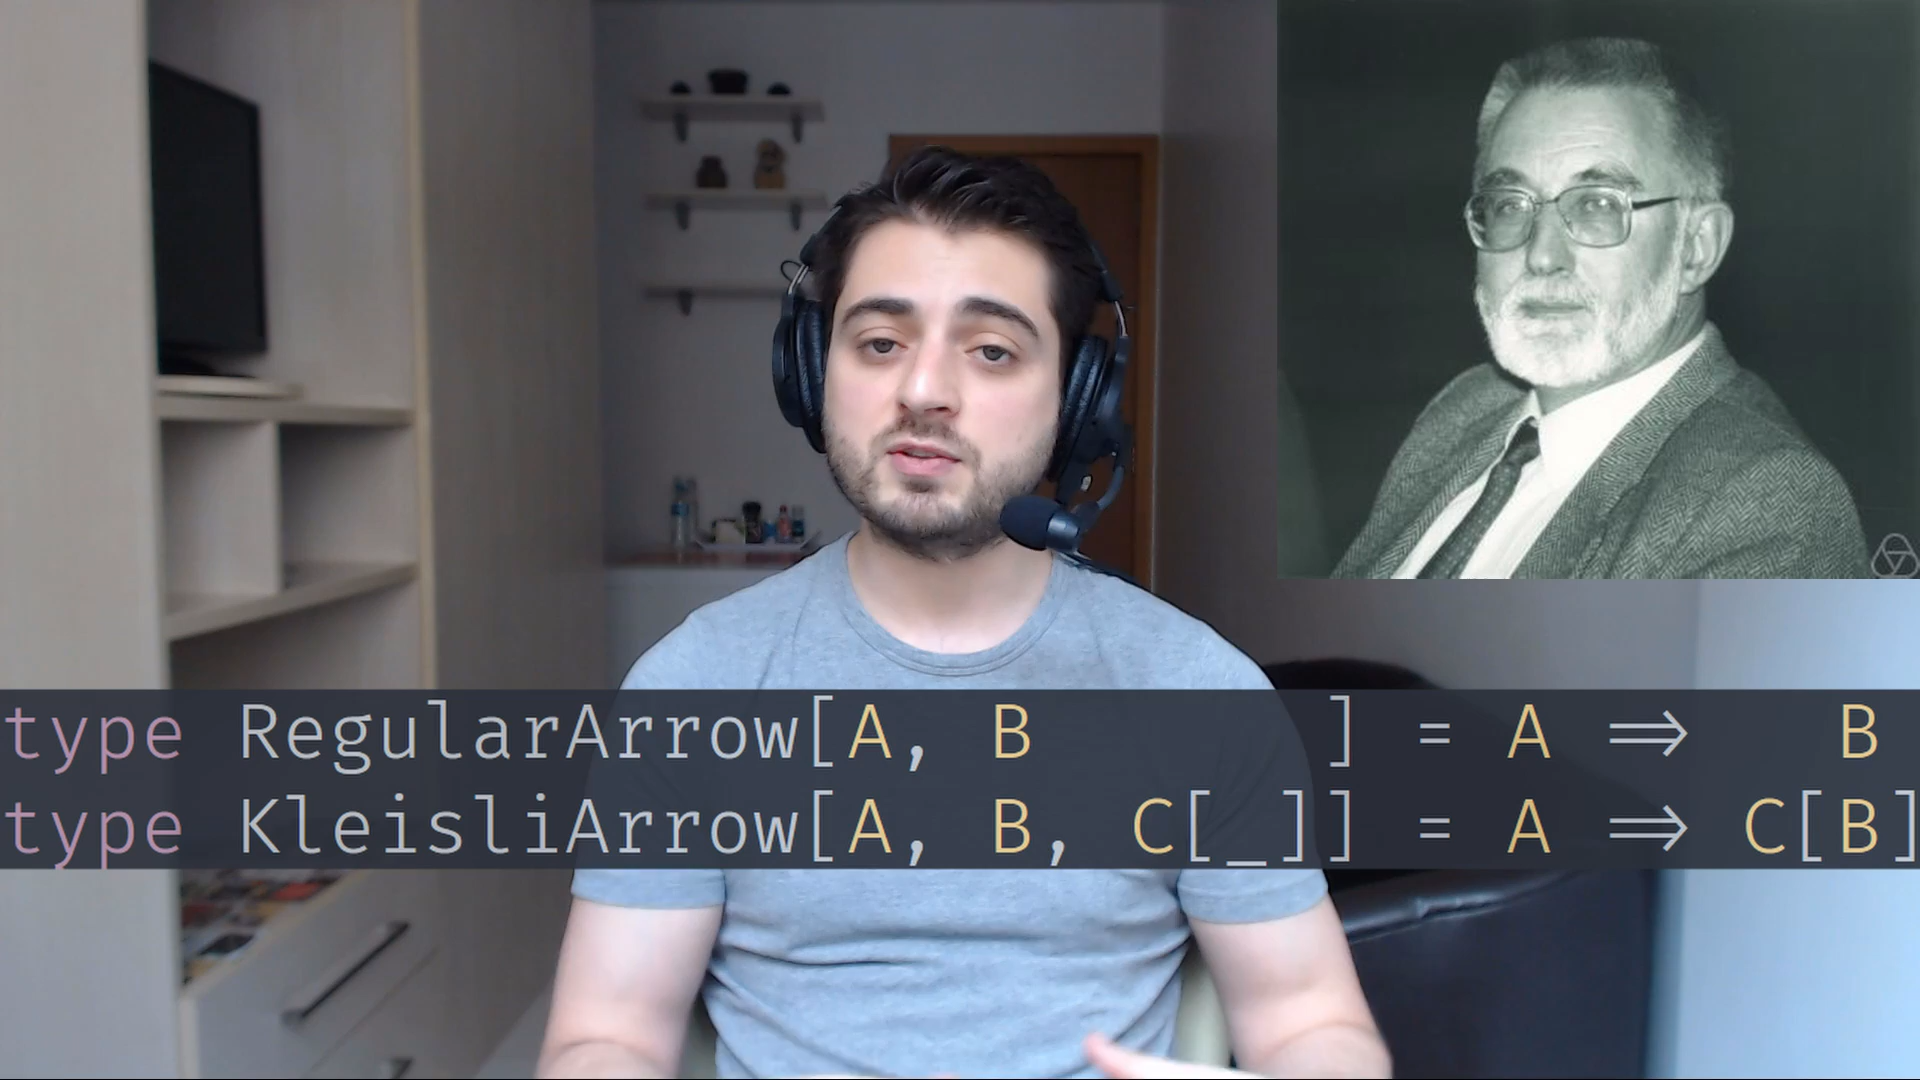 type RegularArrow[A, B      ] = A ⇒   B
type KleisliArrow[A, B, C[_]] = A ⇒ C[B]